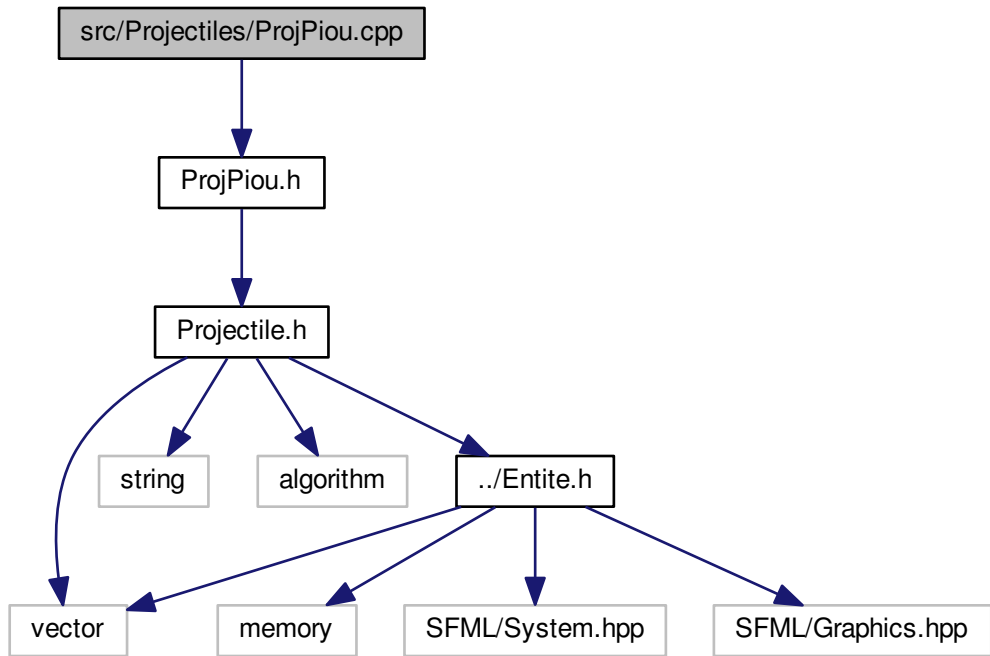 src/Projectiles/ProjPiou.cpp
ProjPiou.h
Projectile.h
string
algorithm
../Entite.h
vector
memory
SFML/System.hpp
SFML/Graphics.hpp